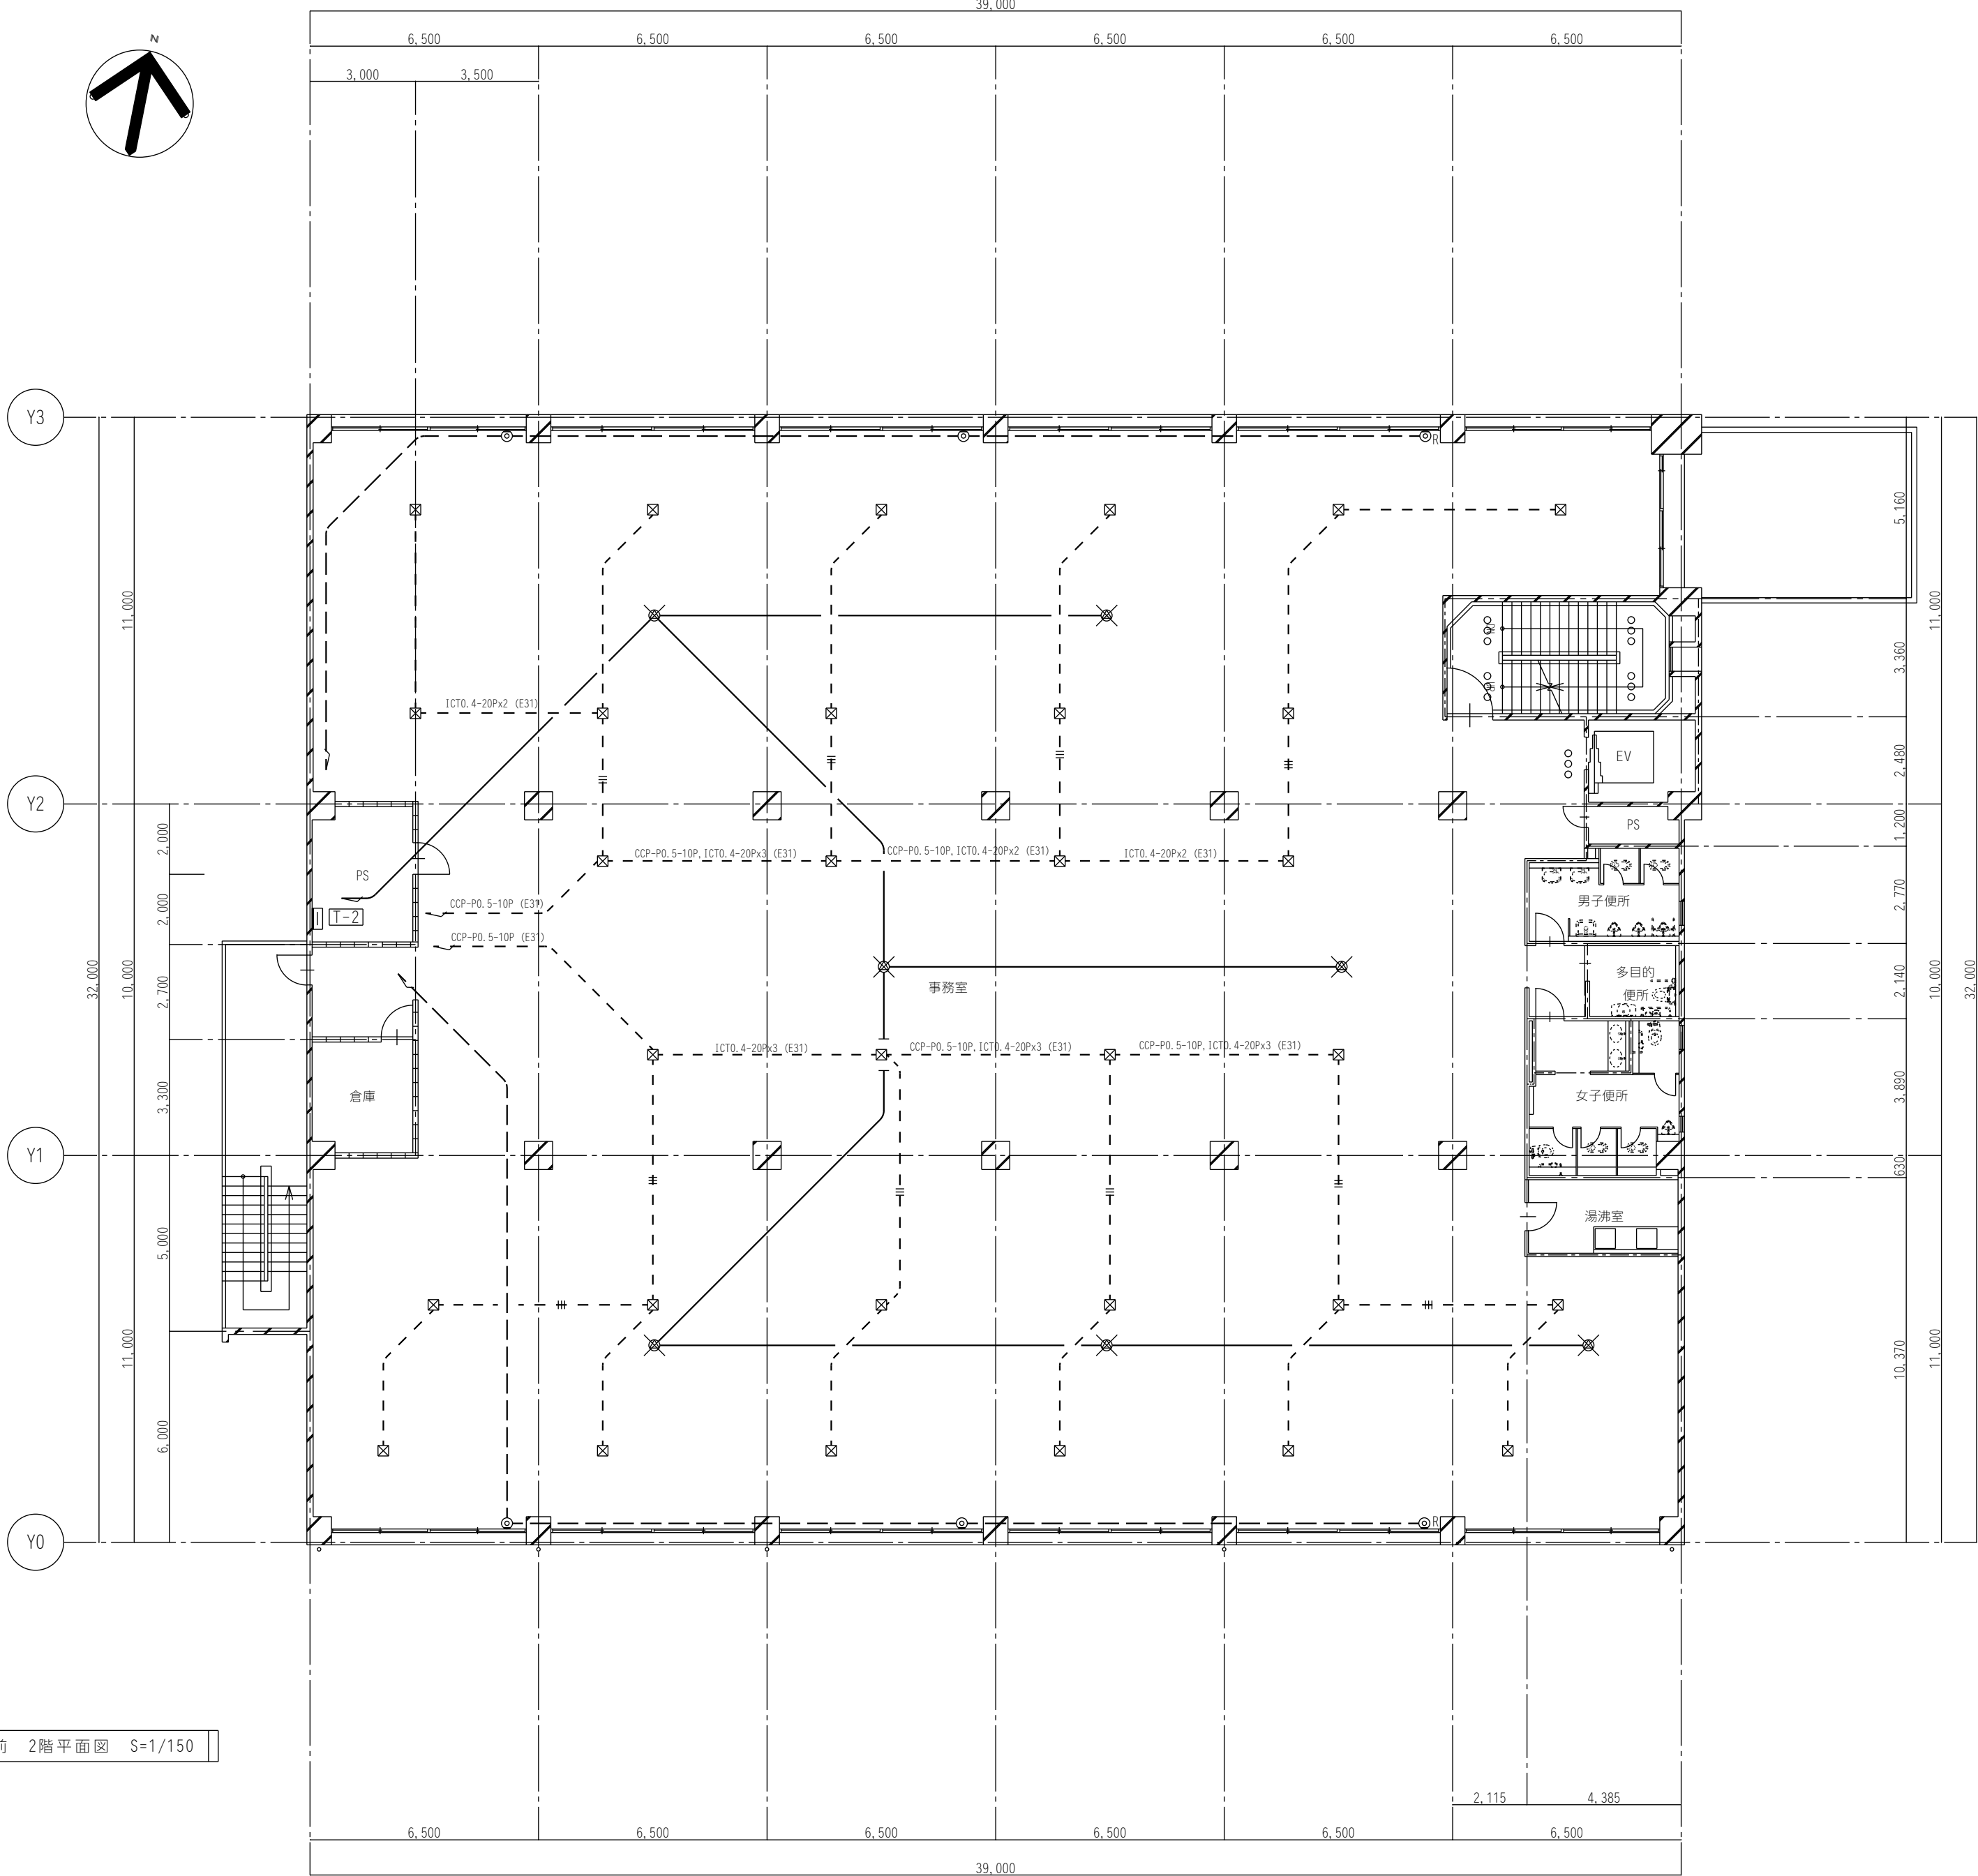 39,000
6,500
6,500
6,500
6,500
6,500
6,500
3,000
3,500
N
Y3
R
5,160
11,000
11,000
3,360
ICT0.4-20Px2 (E31)
DN
UP
EV
2,480
Y2
PS
1,200
2,000
CCP-P0.5-10P,ICT0.4-20Px3 (E31)
CCP-P0.5-10P,ICT0.4-20Px2 (E31)
ICT0.4-20Px2 (E31)
PS
男子便所
2,770
2,000
CCP-P0.5-10P (E31)
T-2
CCP-P0.5-10P (E31)
32,000
10,000
2,700
事務室
多目的
便所
2,140
10,000
32,000
ICT0.4-20Px3 (E31)
CCP-P0.5-10P,ICT0.4-20Px3 (E31)
CCP-P0.5-10P,ICT0.4-20Px3 (E31)
3,300
倉庫
女子便所
3,890
Y1
630
湯沸室
5,000
11,000
10,370
11,000
6,000
R
Y0
前 2階平面図 S=1/150
2,115
4,385
6,500
6,500
6,500
6,500
6,500
6,500
39,000